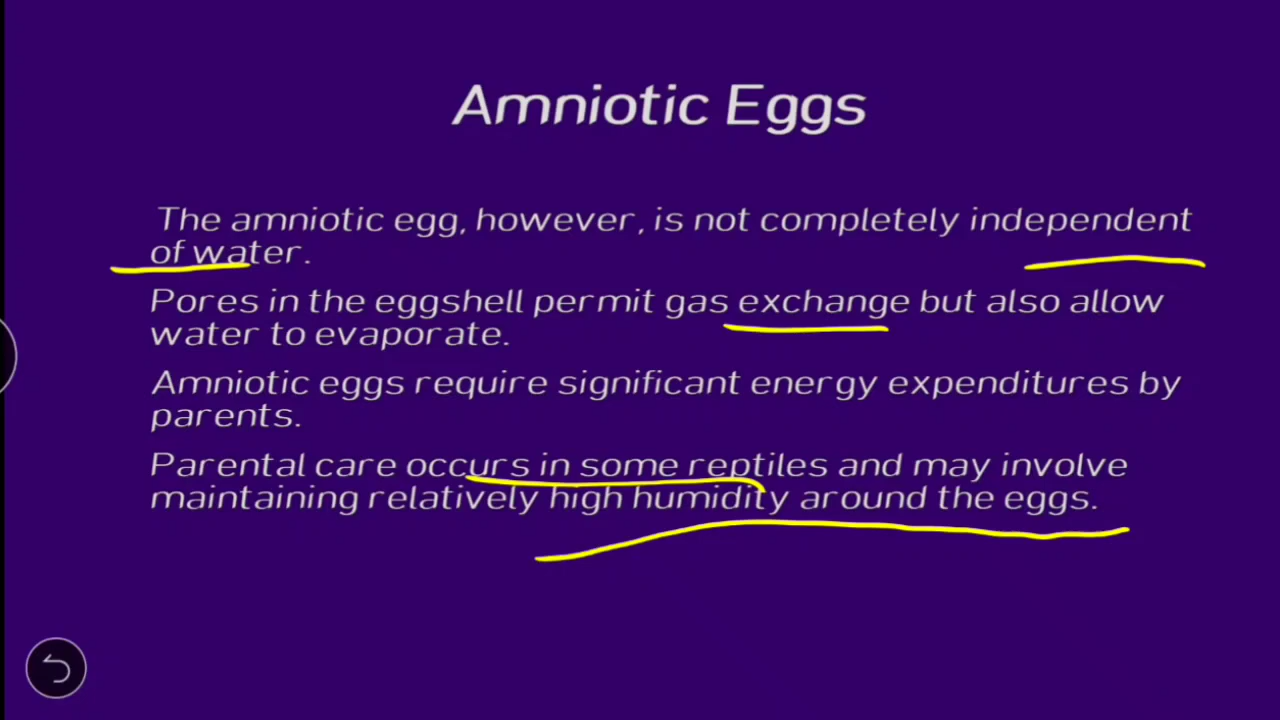 Amniotic Eggs
The amniotic egg, however, is not completely independent
of water.
Pores in the eggshell permit gas exchange but also allow
water to evaporate.
Amniotic eggs require significant energy expenditures by
parents.
Parental care occurs in some reptiles and may involve
maintaining relatively high humidity around the eggs.